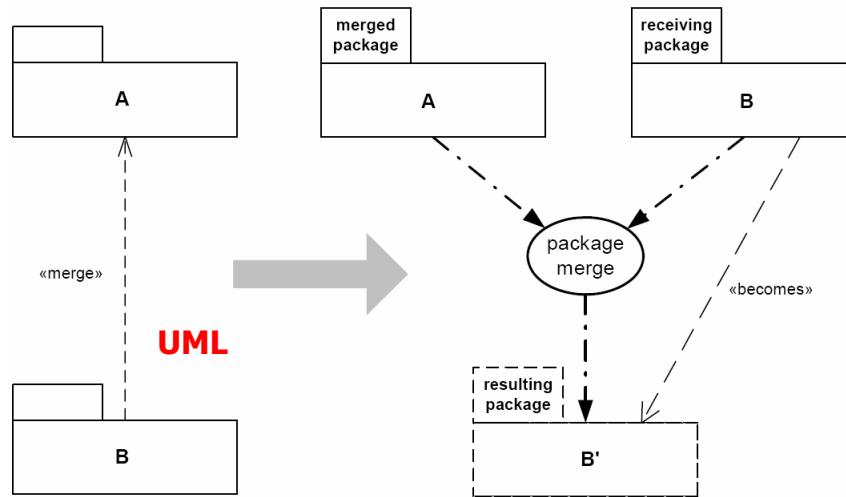 A
«merge»
UML
B
merged
package
A
receiving
package
B
package
merge
«becomes»
resulting
package
B'